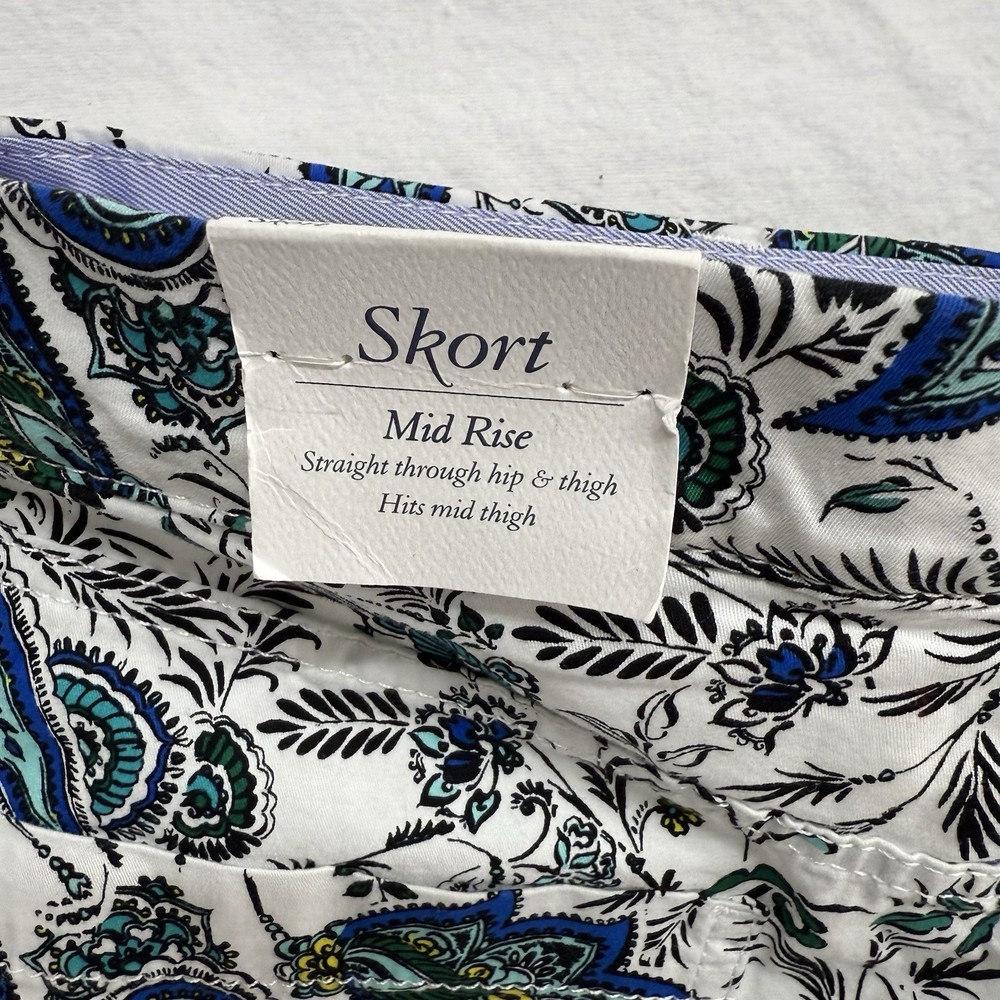 Skort
Mid Rise
Straight through hip & thigh
Hits mid thigh